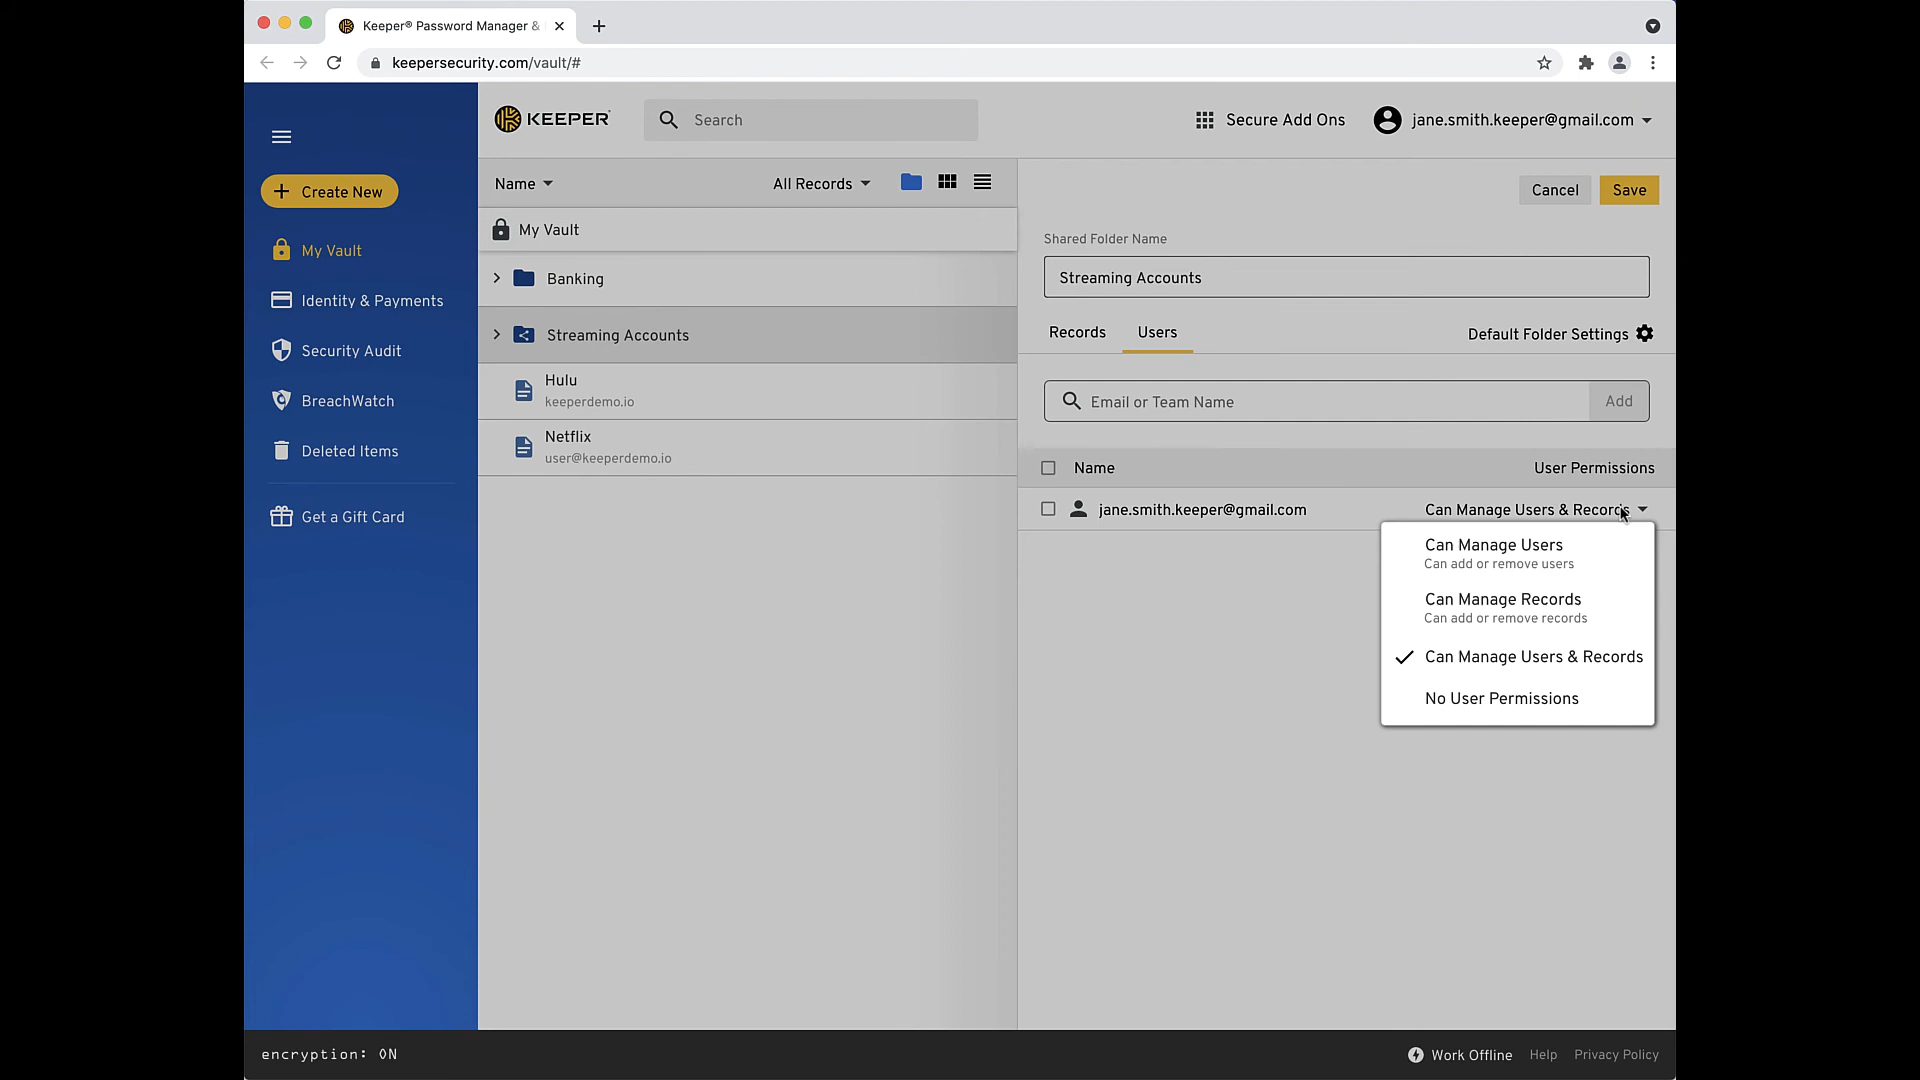 Keeper® Password Manager &
keepersecurity.com/vault/#
KEEPER
Search
Secure Add Ons
jane.smith.keeper@gmail.com
Create New
My Vault
Identity & Payments
Security Audit
BreachWatch
Deleted Items
Get a Gift Card
Name
All Records
My Vault
Banking
Streaming Accounts
Hulu
keeperdemo.io
Netflix
user@keeperdemo.io
Cancel
Save
Shared Folder Name
Streaming Accounts
Records
Users
Default Folder Settings
Email or Team Name
Add
Name
User Permissions
jane.smith.keeper@gmail.com
Can Manage Users & Records
Can Manage Users
Can add or remove users
Can Manage Records
Can add or remove records
Can Manage Users & Records
No User Permissions
encryption: ON
Work Offline
Help
Privacy Policy